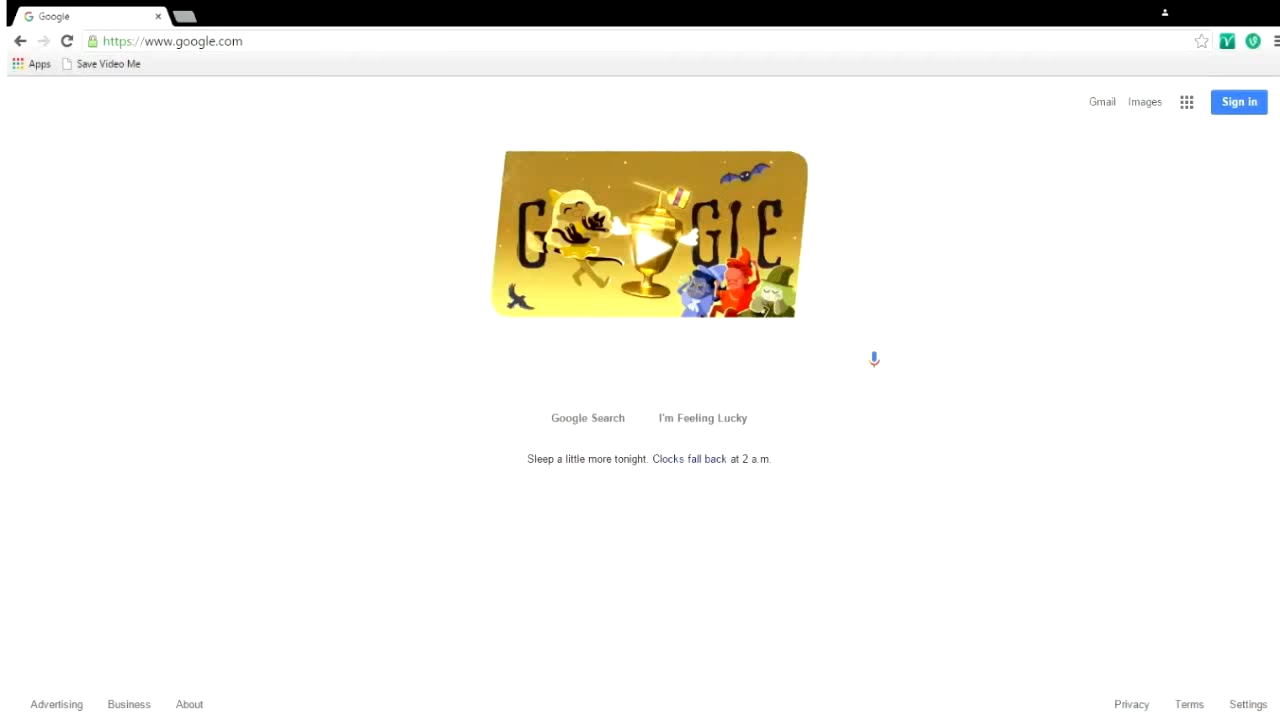 Google
https://www.google.com
Apps Save Video Me
Gmail Images Sign in
G GLE
Google Search I'm Feeling Lucky
Sleep a little more tonight. Clocks fall back at 2 a.m.
Advertising Business About Privacy Terms Settings